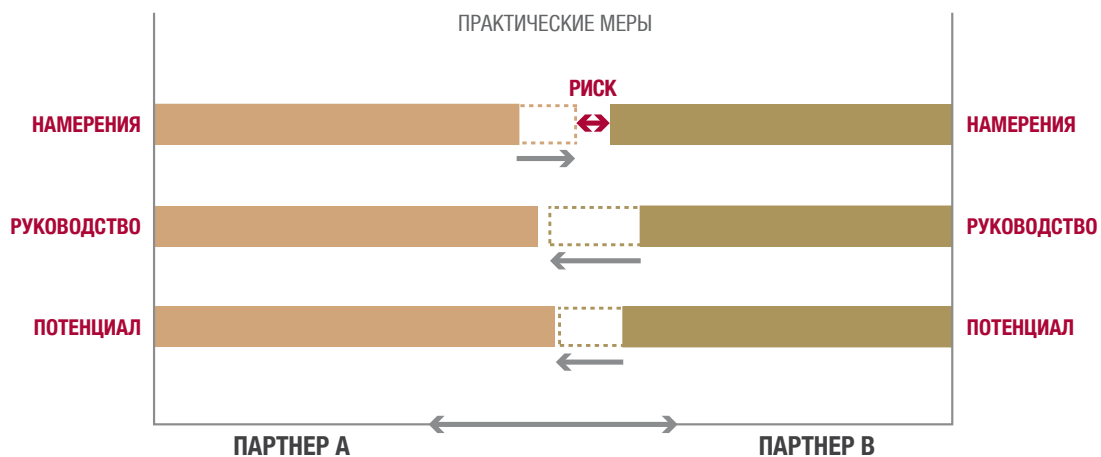 ПРАКТИЧЕСКИЕ МЕРЫ
РИСК
НАМЕРЕНИЯ
НАМЕРЕНИЯ
РУКОВОДСТВО
РУКОВОДСТВО
ПОТЕНЦИАЛ
ПОТЕНЦИАЛ
ПАРТНЕР А
ПАРТНЕР В